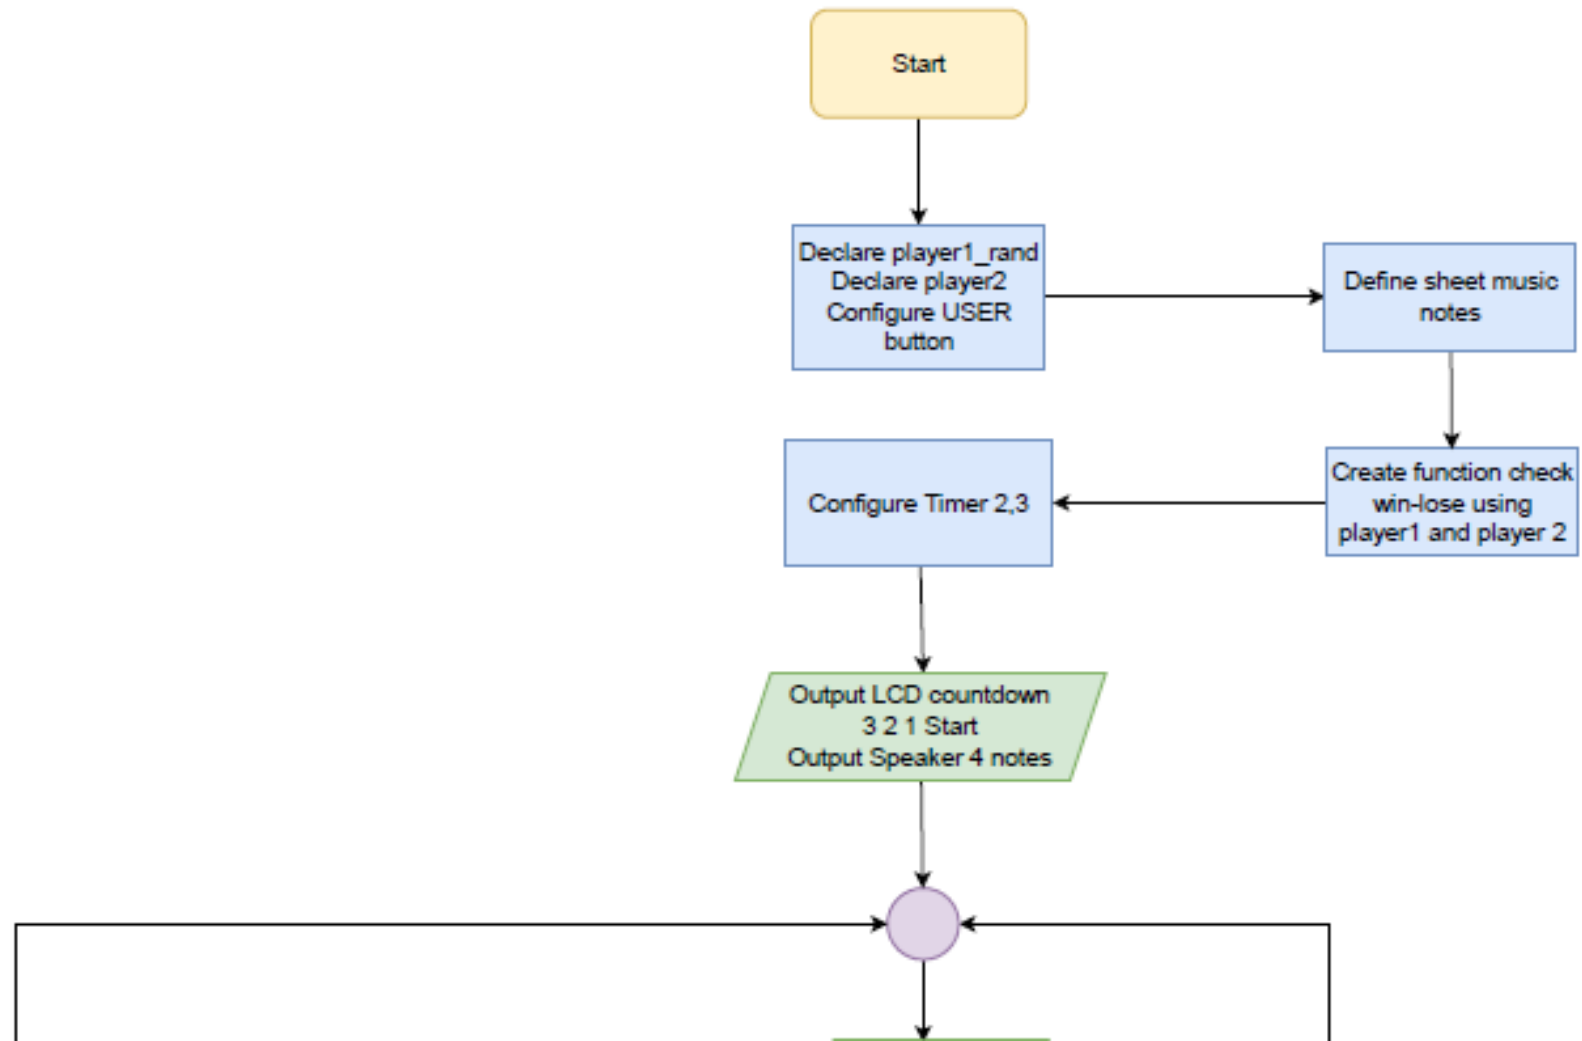 Start
Declare player1_rand
Declare player2
Configure USER
button
Define sheet music
notes
Create function check
win-lose using
player1 and player 2
Configure Timer 2,3
Output LCD countdown
3 2 1 Start
Output Speaker 4 notes